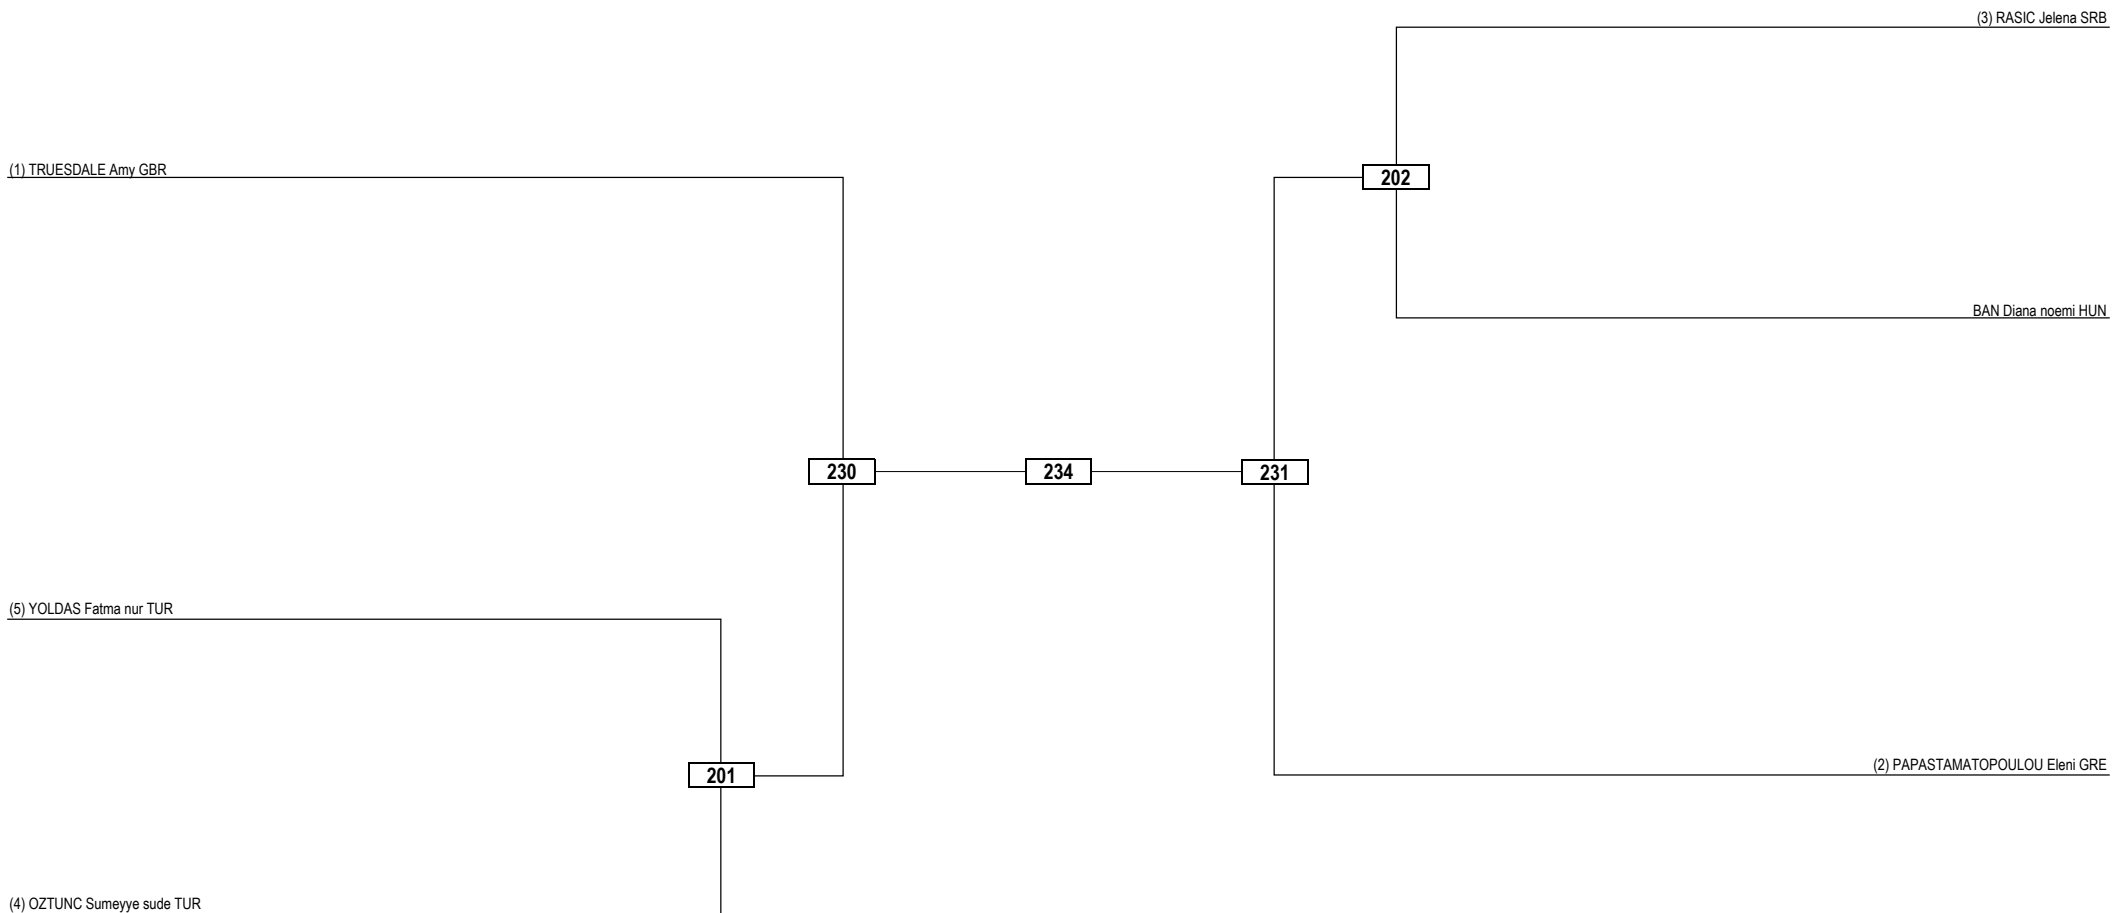 (3) RASIC Jelena SRB
(1) TRUESDALE Amy GBR
202
BAN Diana noemi HUN
230
234
231
(5) YOLDAS Fatma nur TUR
(2) PAPASTAMATOPOULOU Eleni GRE
201
(4) OZTUNC Sumeyye sude TUR